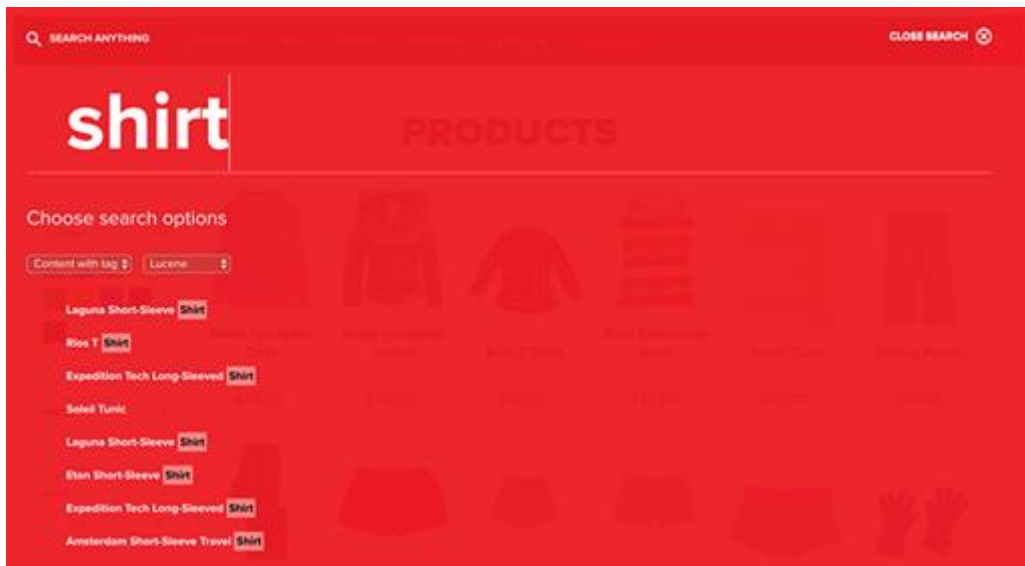 SEARCH ANYTHING
CLOSE SEARCH
shirt
PRODUCTS
Choose search options
Content with tag
Lucene
Laguna Short-Sleeve Shirt
Rios T Shirt
Expedition Tech Long-Sleeved Shirt
Soleil Tunic
Laguna Short-Sleeve Shirt
Eton Short-Sleeve Shirt
Expedition Tech Long-Sleeved Shirt
Amsterdam Short-Sleeve Travel Shirt